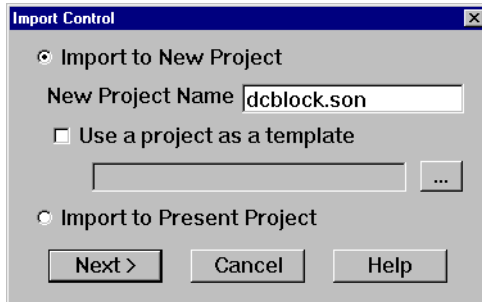 Import Control
Import to New Project
New Project Name dcblock.son
Use a project as a template
...
Import to Present Project
Next > Cancel Help